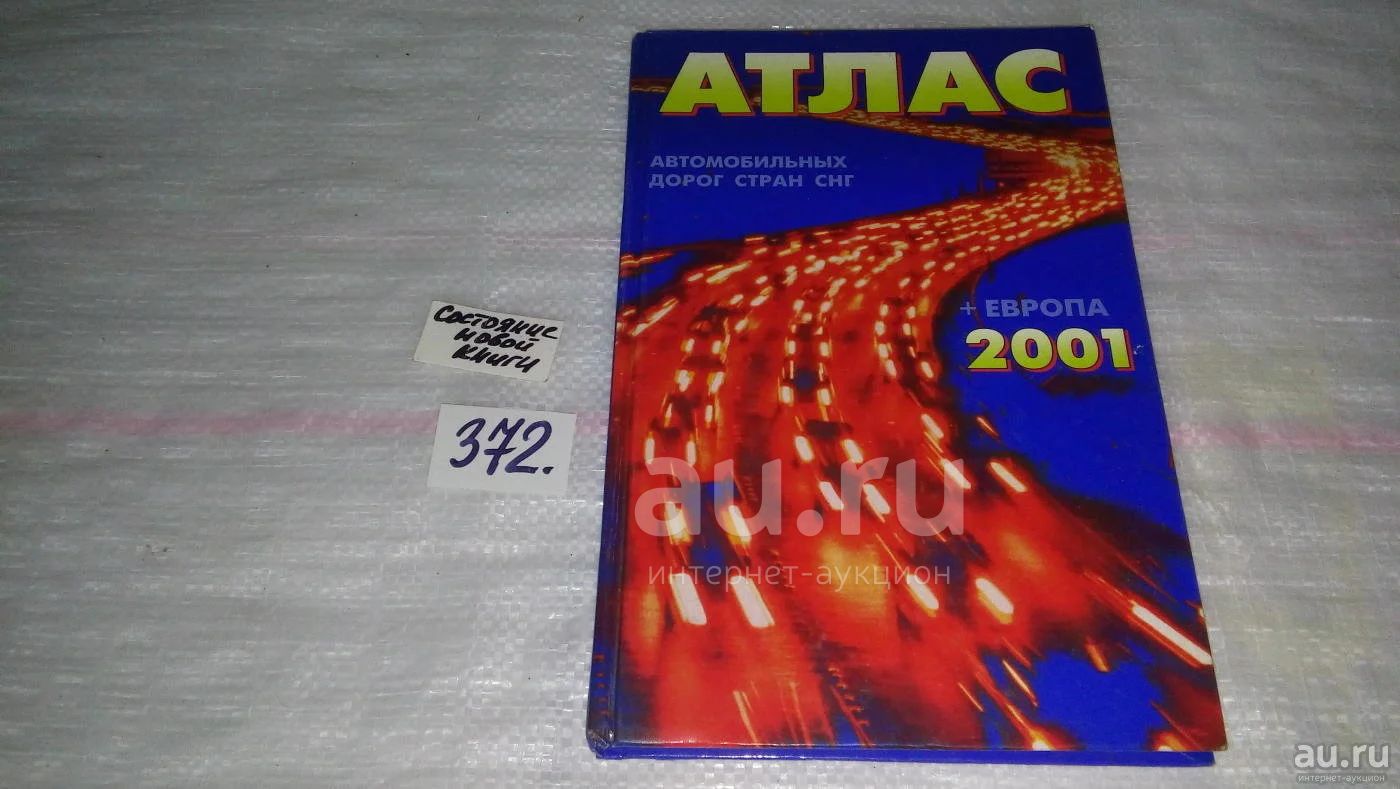 АТЛАС
АВТОМОБИЛЬНЫХ
ДОРОГ СТРАН СНГ
+ ЕВРОПА
2001
Состояние
новой
книги
372.
au.ru
интернет-аукцион
au.ru
интернет-аукцион